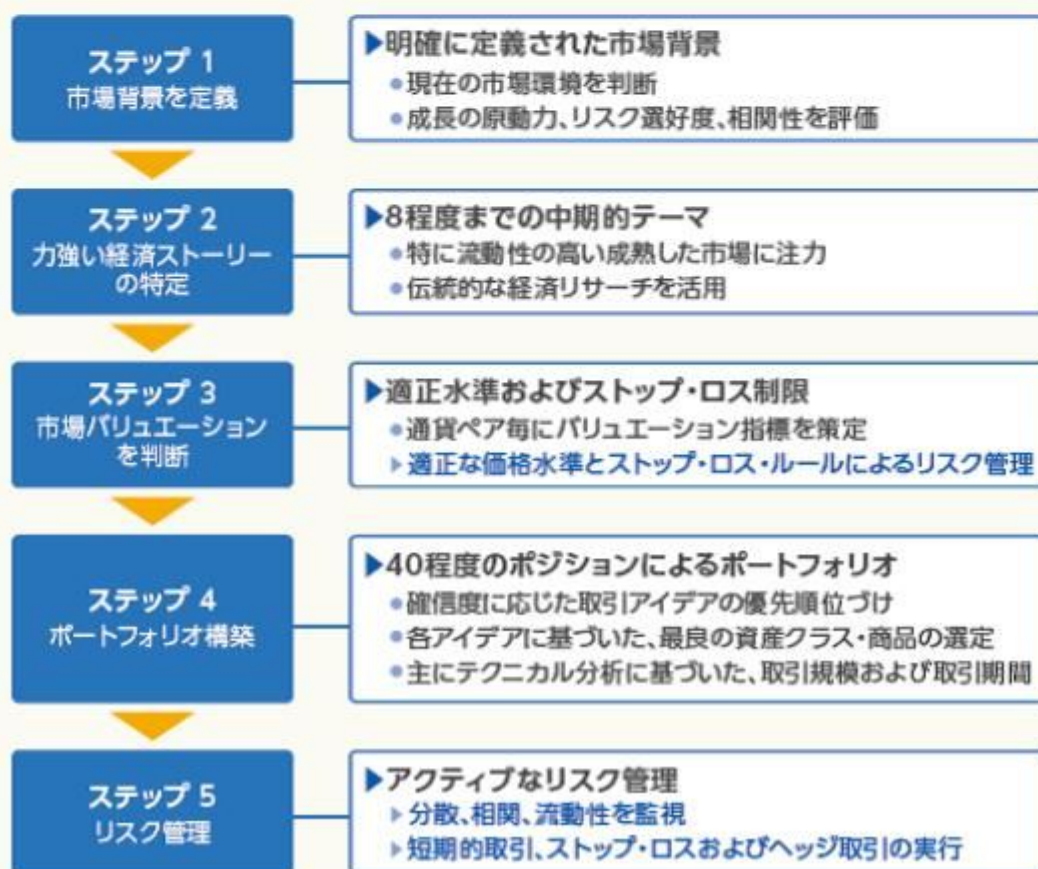 ステップ 1
市場背景を定義
▶明確に定義された市場背景
•現在の市場環境を判断
•成長の原動力、リスク選好度、相関性を評価
ステップ 2
力強い経済ストーリー
の特定
▶8程度までの中期的テーマ
•特に流動性の高い成熟した市場に注力
•伝統的な経済リサーチを活用
ステップ 3
市場バリュエーション
を判断
▶適正水準およびストップ・ロス制限
•通貨ペア毎にバリュエーション指標を策定
▶適正な価格水準とストップ・ロス・ルールによるリスク管理
ステップ 4
ポートフォリオ構築
▶40程度のポジションによるポートフォリオ
•確信度に応じた取引アイデアの優先順位づけ
•各アイデアに基づいた、最良の資産クラス・商品の選定
•主にテクニカル分析に基づいた、取引規模および取引期間
ステップ 5
リスク管理
▶アクティブなリスク管理
▶分散、相関、流動性を監視
▶短期的取引、ストップ・ロスおよびヘッジ取引の実行